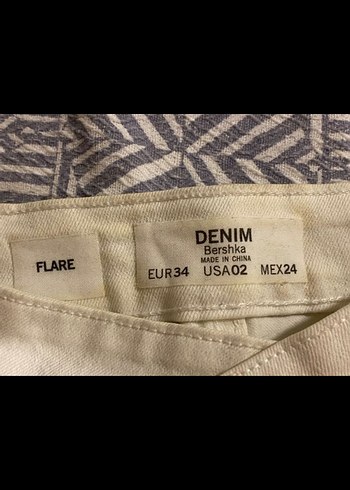 FLARE
DENIM
Bershka
MADE IN CHINA
EUR34 USA02 MEX24